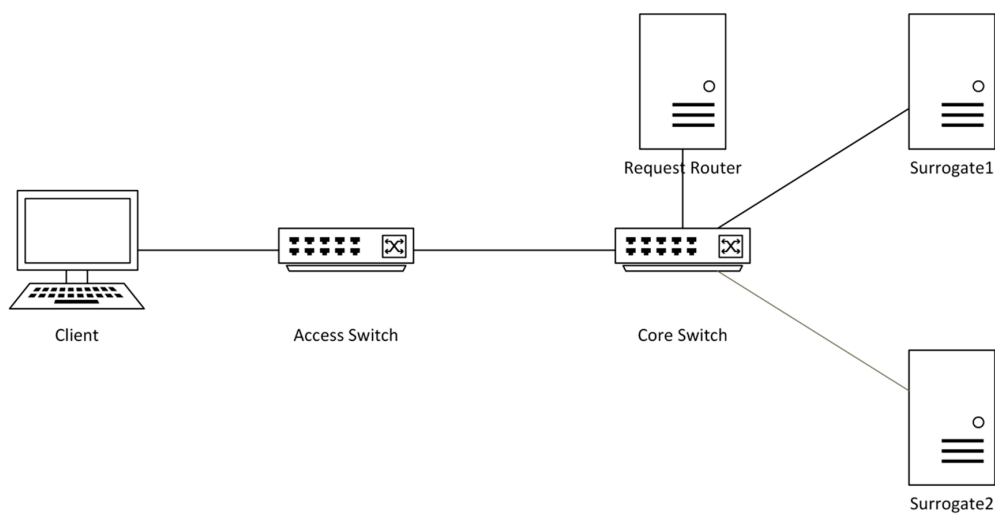 Request Router
Surrogate1
Client
Access Switch
Core Switch
Surrogate2